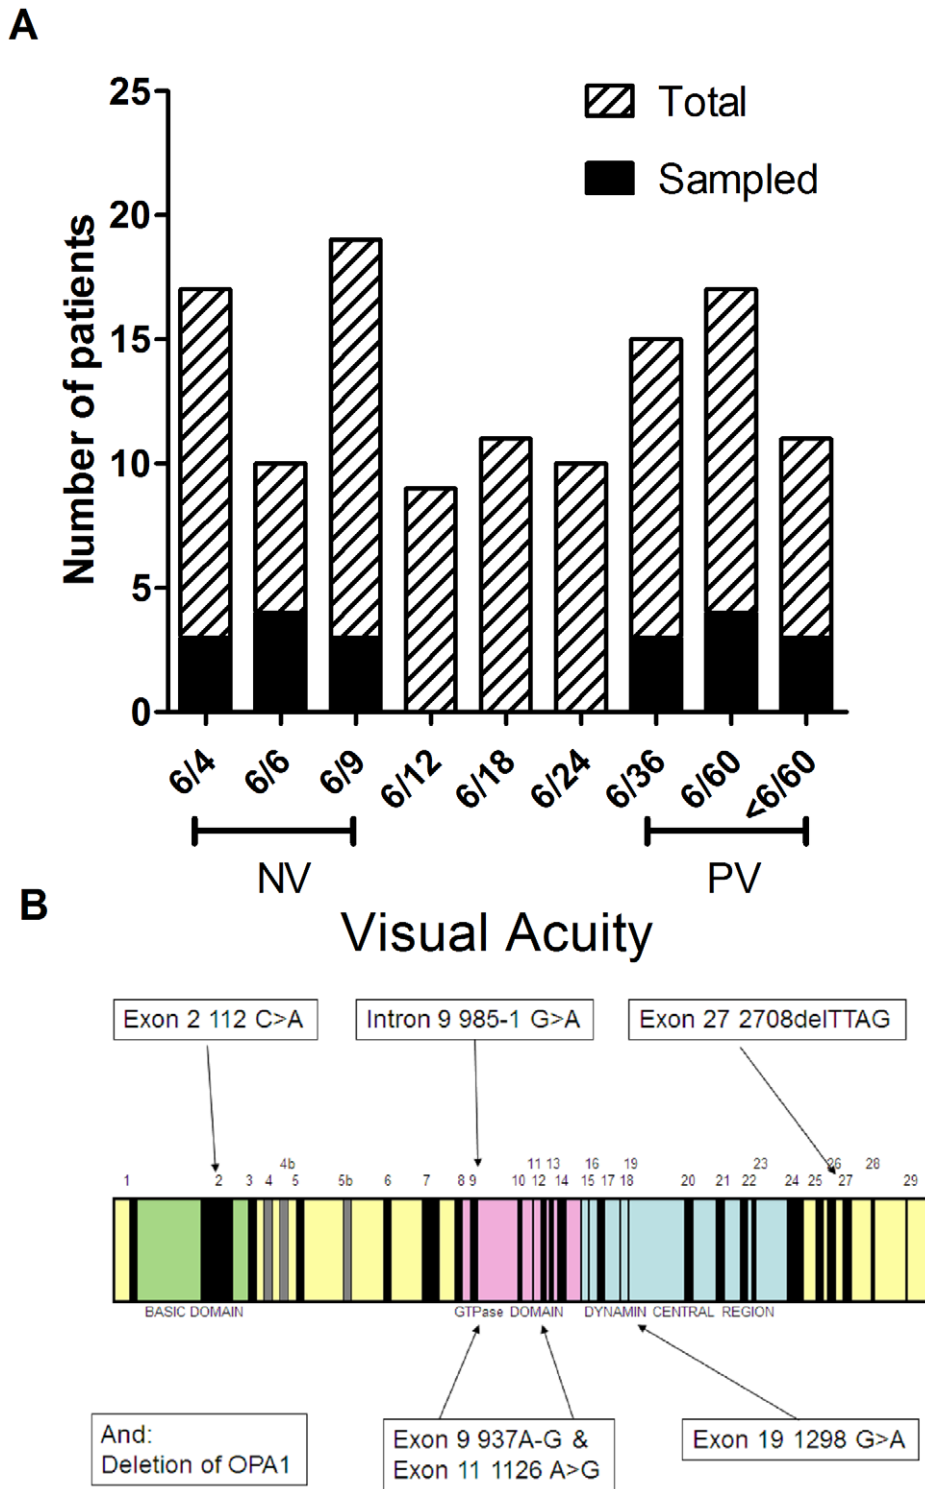 A
25
20
15
10
5
0
Number of patients
Total
Sampled
6/4 6/6 6/9 6/12 6/18 6/24 6/36 6/60 <6/60
NV PV
Visual Acuity
B
Exon 2 112 C>A
Intron 9 985-1 G>A
Exon 27 2708delTTAG
1 2 3 4 4b 5 5b 6 7 8 9 10 11 12 13 14 15 16 17 18 19 20 21 22 23 24 25 26 27 28 29
BASIC DOMAIN GTPase DOMAIN DYNAMIN CENTRAL REGION
And:
Deletion of OPA1
Exon 9 937A-G &
Exon 11 1126 A>G
Exon 19 1298 G>A